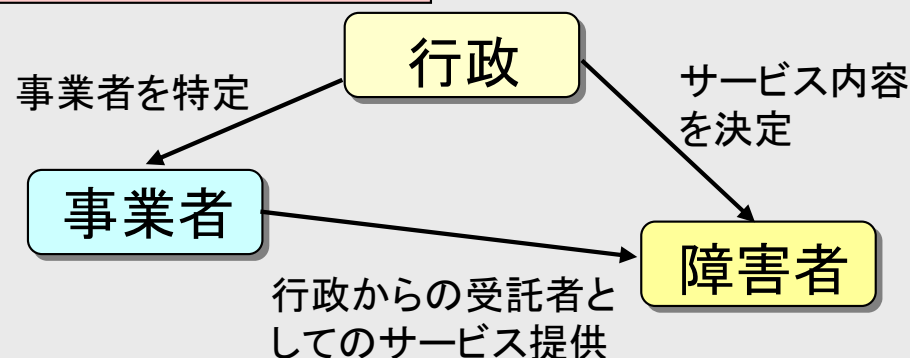 行政
事業者を特定
サービス内容
を決定
事業者
障害者
行政からの受託者と
してのサービス提供